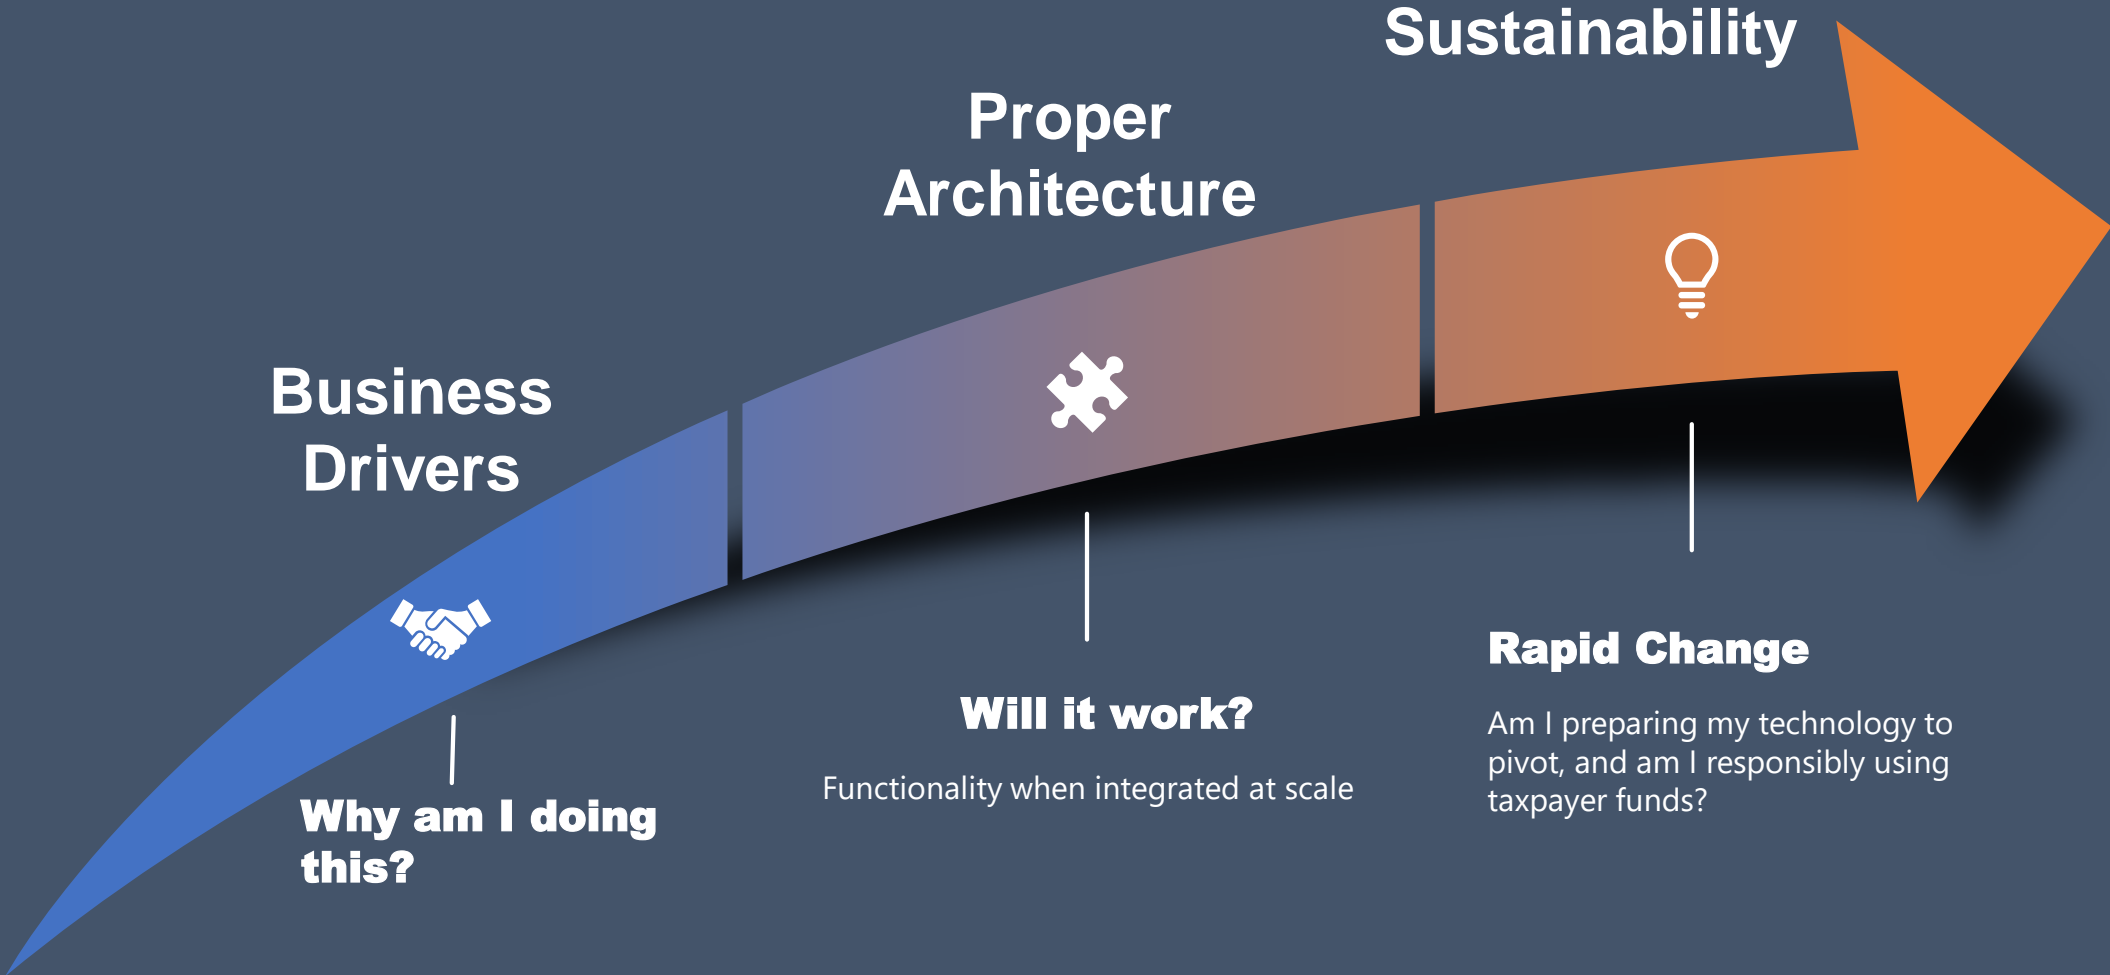 Sustainability
Proper
Architecture
Business
Drivers
Why am I doing
this?
Will it work?
Functionality when integrated at scale
Rapid Change
Am I preparing my technology to
pivot, and am I responsibly using
taxpayer funds?